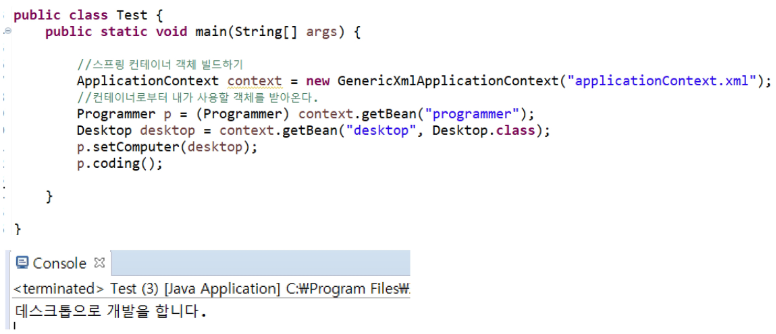 public class Test {
public static void main(String[] args) {
//스프링 컨테이너 객체 빌드하기
ApplicationContext context = new GenericXmlApplicationContext("applicationContext.xml");
//컨테이너로부터 내가 사용할 객체를 받아온다.
Programmer p = (Programmer) context.getBean("programmer");
Desktop desktop = context.getBean("desktop", Desktop.class);
p.setComputer(desktop);
p.coding();
}
}
Console
<terminated> Test (3) [Java Application] C:₩Program Files₩
데스크톱으로 개발을 합니다.